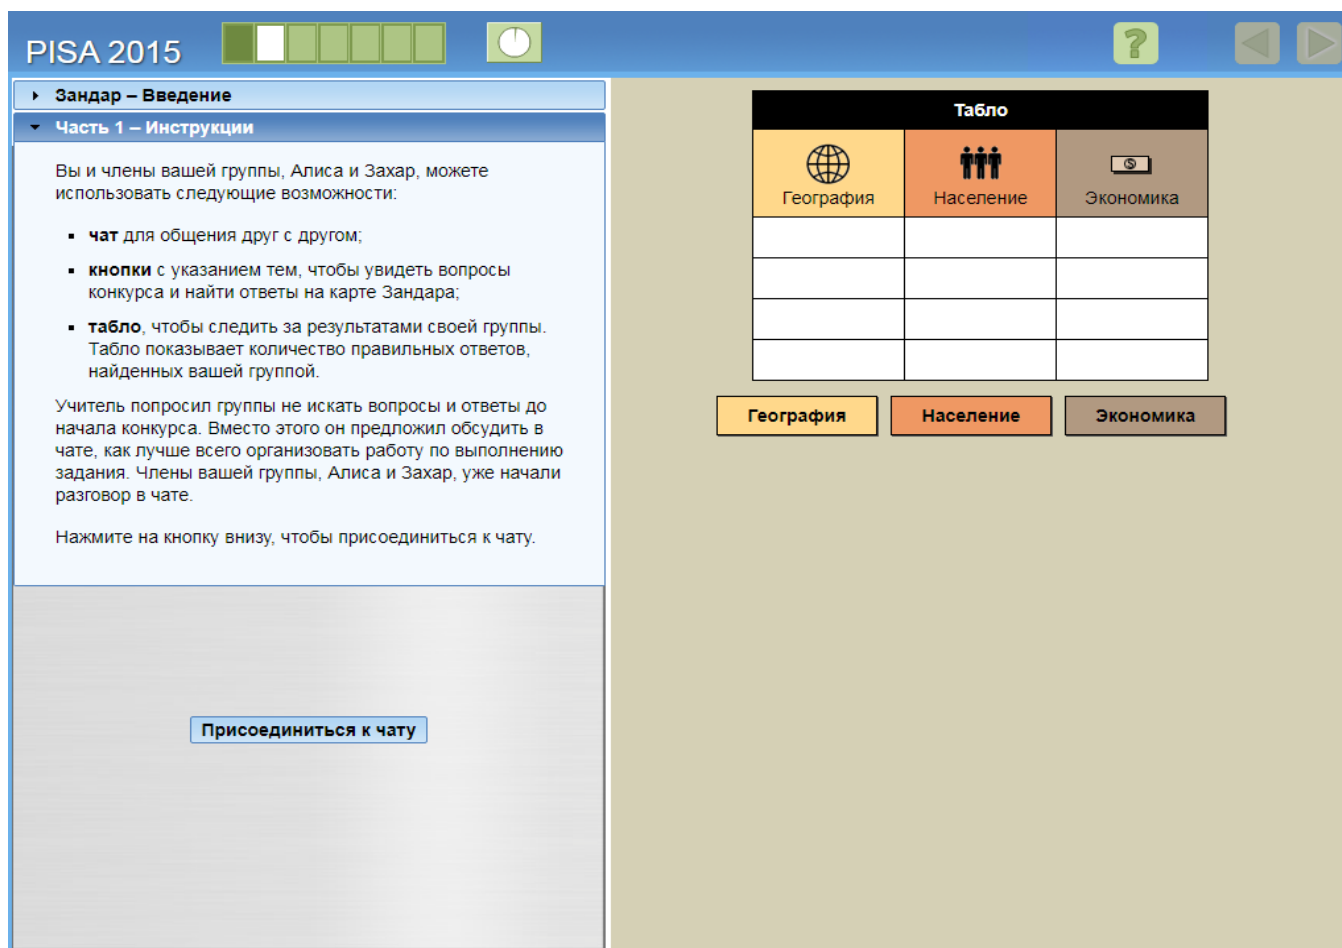 PISA 2015
?
Зандар – Введение
Часть 1 – Инструкции
Вы и члены вашей группы, Алиса и Захар, можете
использовать следующие возможности:
▪ чат для общения друг с другом;
▪ кнопки с указанием тем, чтобы увидеть вопросы
конкурса и найти ответы на карте Зандара;
▪ табло, чтобы следить за результатами своей группы.
Табло показывает количество правильных ответов,
найденных вашей группой.
Учитель попросил группы не искать вопросы и ответы до
начала конкурса. Вместо этого он предложил обсудить в
чате, как лучше всего организовать работу по выполнению
задания. Члены вашей группы, Алиса и Захар, уже начали
разговор в чате.
Нажмите на кнопку внизу, чтобы присоединиться к чату.
Присоединиться к чату
Табло
География Население Экономика
География Население Экономика